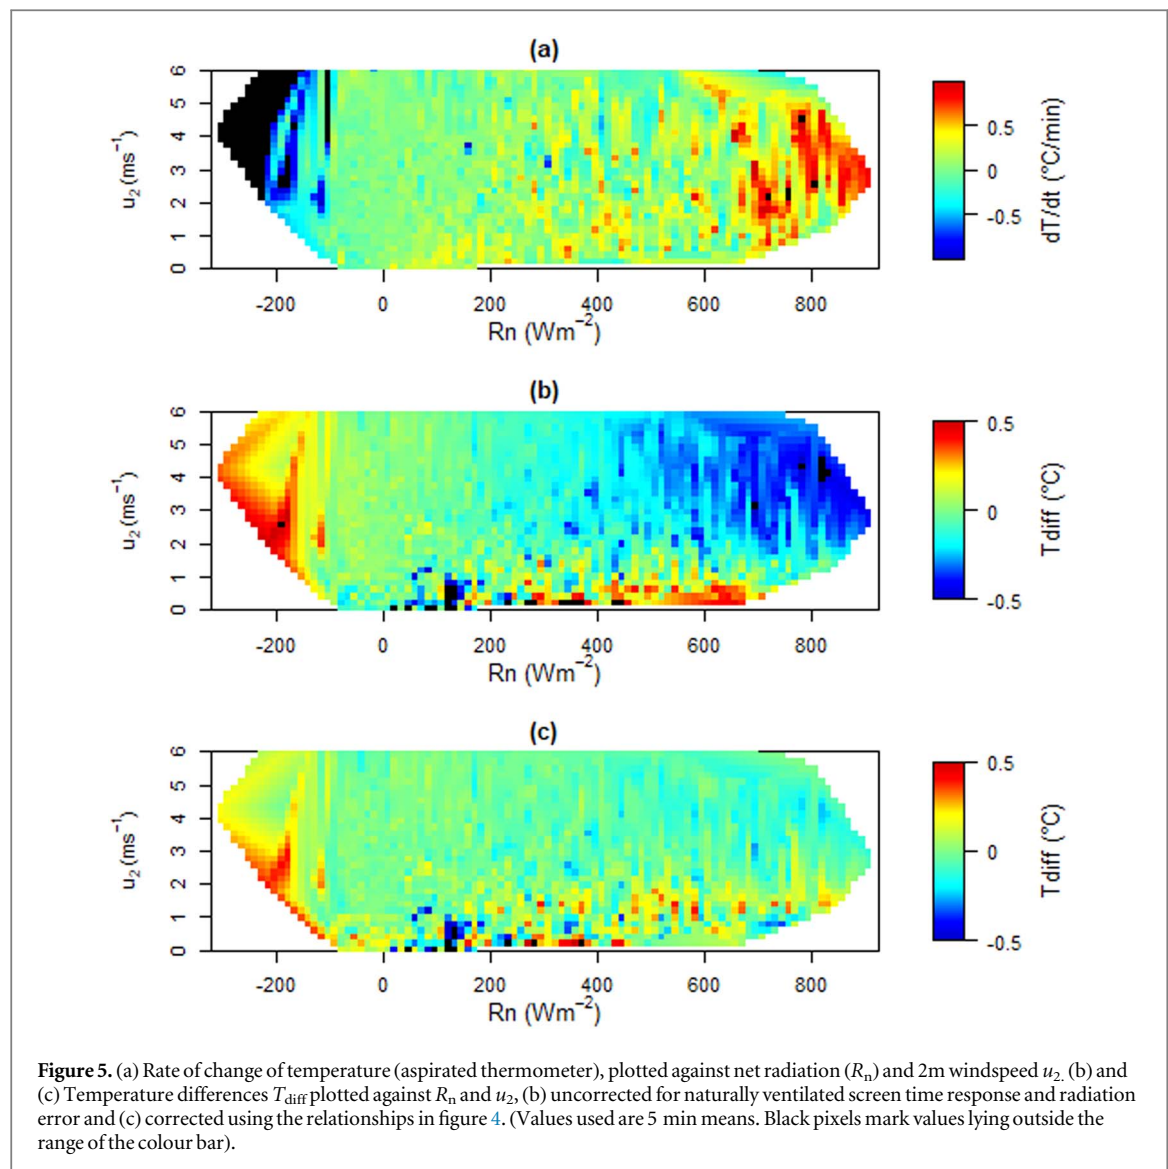 (a)
6
5
4
3
2
1
0
u₂ (ms⁻¹)
-200 0 200 400 600 800
Rn (Wm⁻²)
0.5
0
-0.5
dT/dt (°C/min)
(b)
6
5
4
3
2
1
0
u₂ (ms⁻¹)
-200 0 200 400 600 800
Rn (Wm⁻²)
0.5
0
-0.5
Tdiff (°C)
(c)
6
5
4
3
2
1
0
u₂ (ms⁻¹)
-200 0 200 400 600 800
Rn (Wm⁻²)
0.5
0
-0.5
Tdiff (°C)
Figure 5. (a) Rate of change of temperature (aspirated thermometer), plotted against net radiation (Rₙ) and 2m windspeed u₂. (b) and
(c) Temperature differences T_diff plotted against Rₙ and u₂, (b) uncorrected for naturally ventilated screen time response and radiation
error and (c) corrected using the relationships in figure 4. (Values used are 5 min means. Black pixels mark values lying outside the
range of the colour bar).